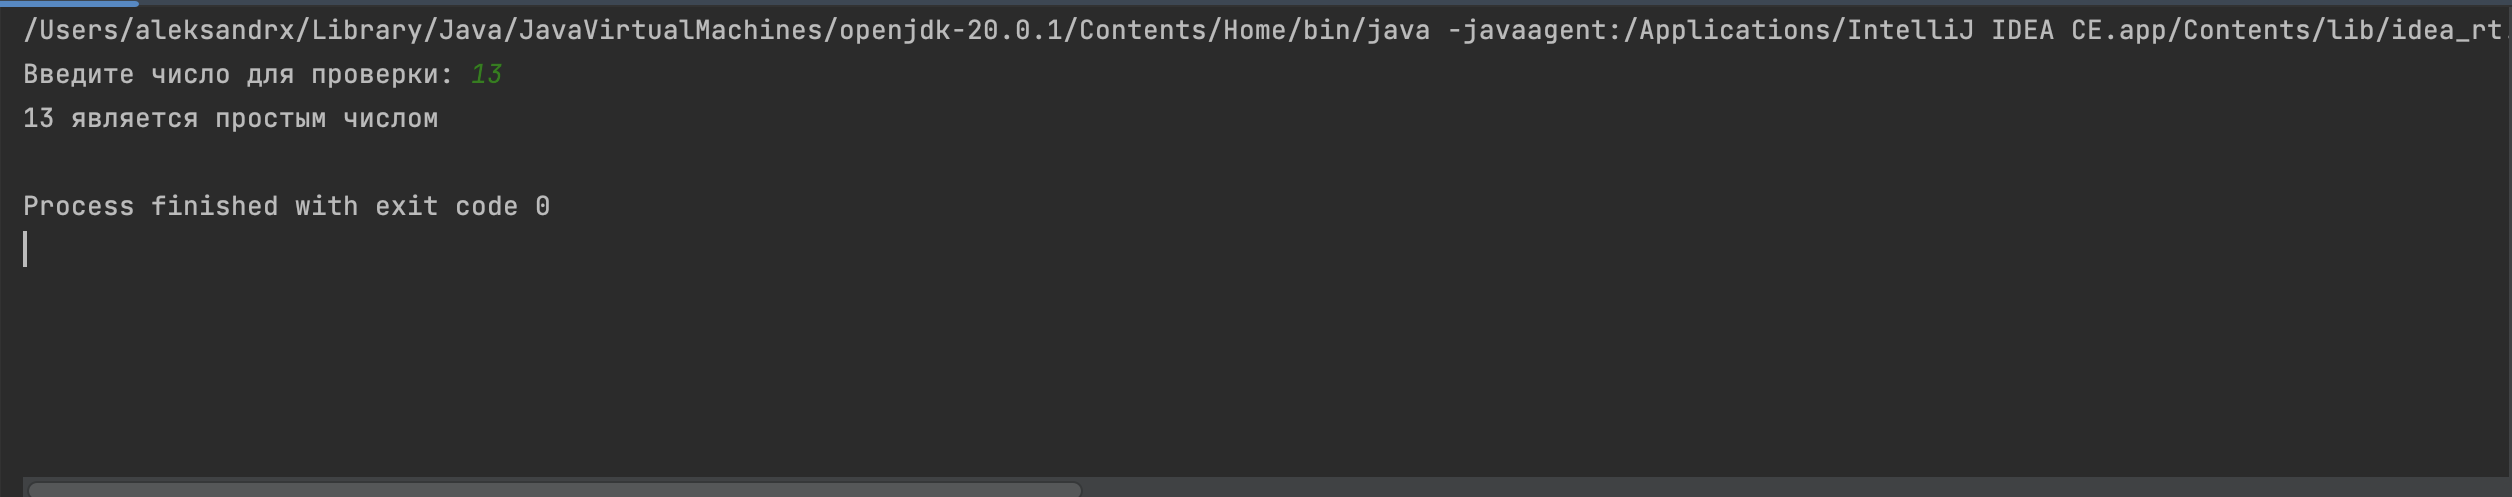 /Users/aleksandrx/Library/Java/JavaVirtualMachines/openjdk-20.0.1/Contents/Home/bin/java -javaagent:/Applications/IntelliJ IDEA CE.app/Contents/lib/idea_rt.
Введите число для проверки: 13
13 является простым числом
Process finished with exit code 0